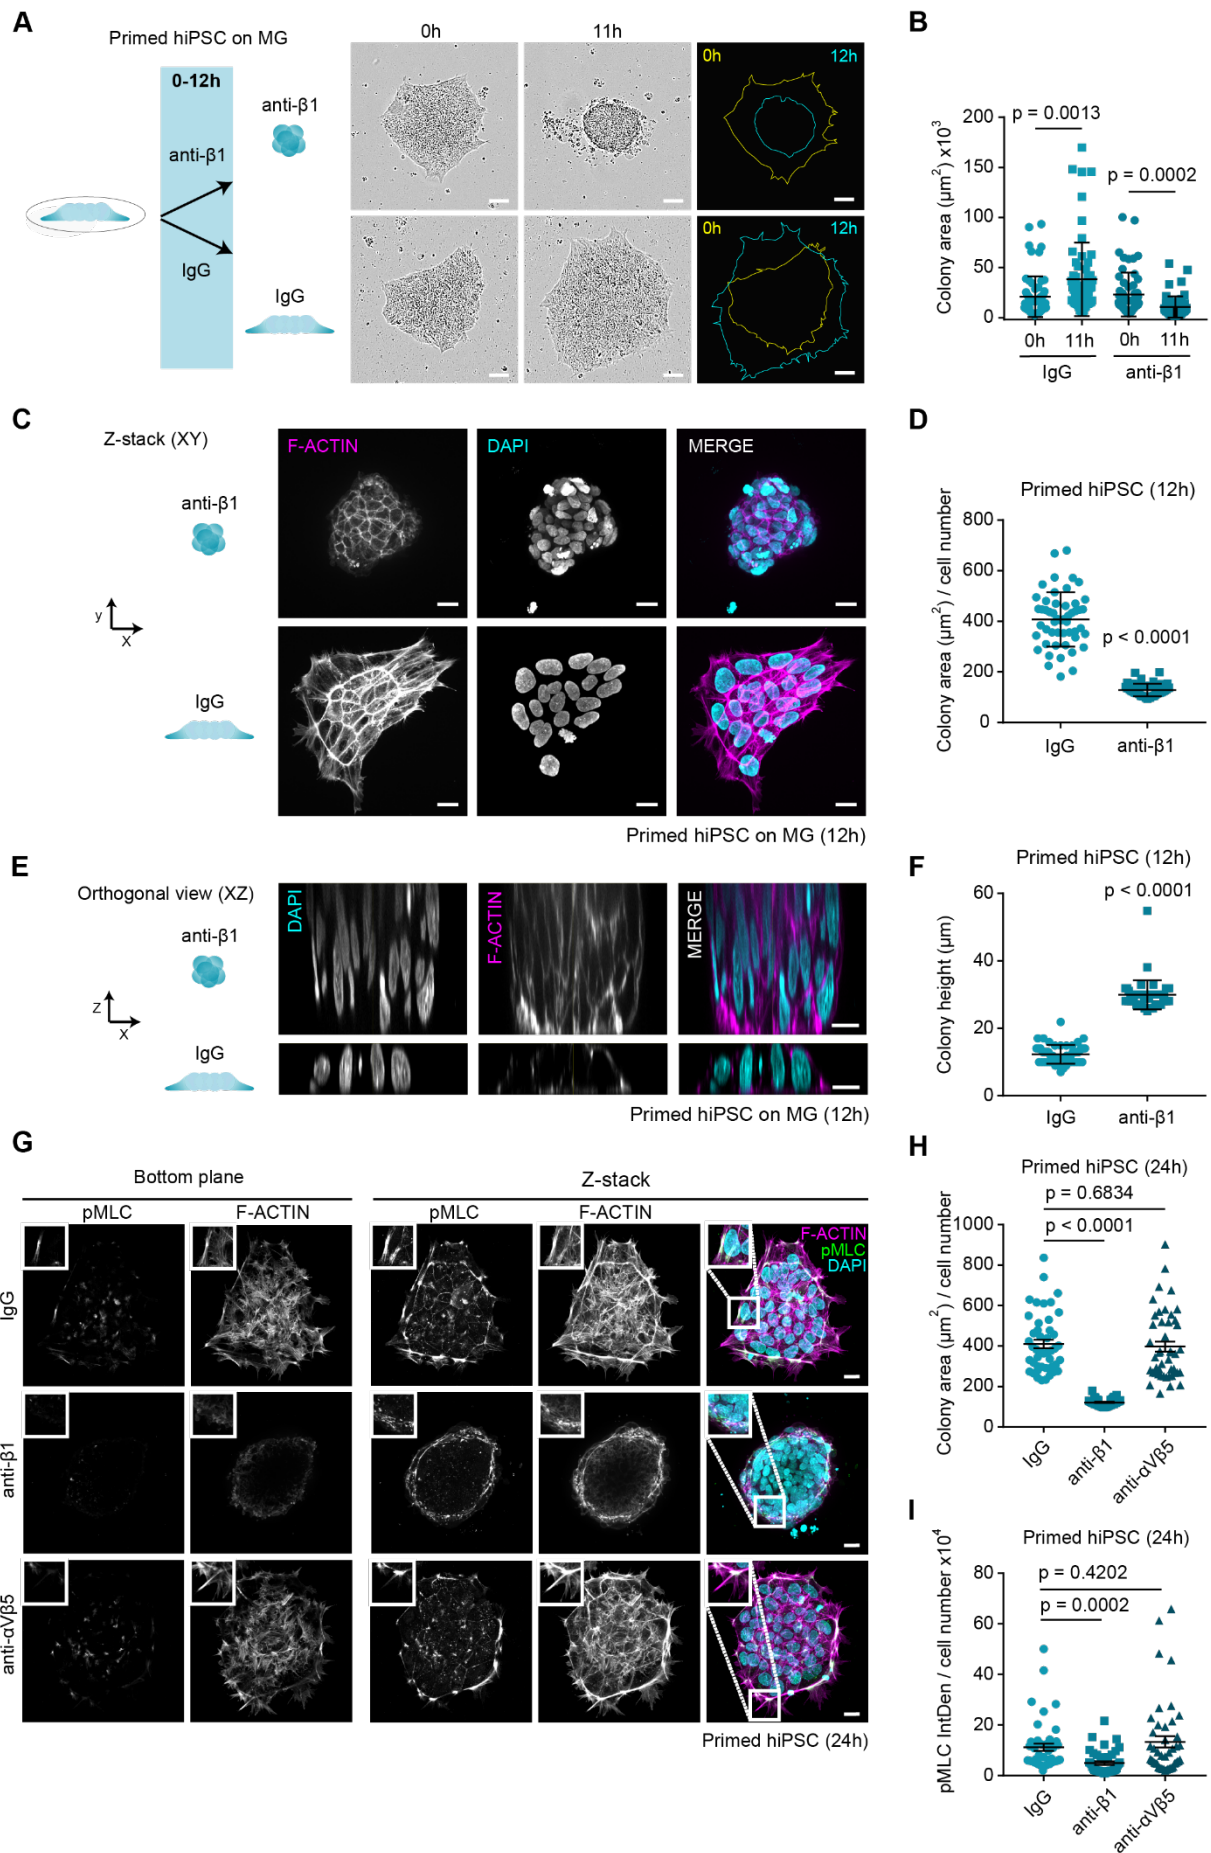 A
Primed hiPSC on MG
0-12h
anti-β1
anti-β1
IgG
IgG
0h
11h
0h 12h
0h 12h
B
Colony area (µm²) x10³
200
150
100
50
0
p = 0.0013
p = 0.0002
0h 11h 0h 11h
IgG anti-β1
C
Z-stack (XY)
anti-β1
y
X
IgG
F-ACTIN
DAPI
MERGE
Primed hiPSC on MG (12h)
D
Primed hiPSC (12h)
Colony area (µm²) / cell number
800
600
400
200
0
p < 0.0001
IgG anti-β1
E
Orthogonal view (XZ)
anti-β1
Z
X
IgG
DAPI
F-ACTIN
MERGE
Primed hiPSC on MG (12h)
F
Primed hiPSC (12h)
p < 0.0001
Colony height (µm)
60
40
20
0
IgG anti-β1
G
Bottom plane
Z-stack
pMLC F-ACTIN
pMLC F-ACTIN
F-ACTIN
pMLC
DAPI
IgG
anti-β1
anti-αVβ5
Primed hiPSC (24h)
H
Primed hiPSC (24h)
p = 0.6834
p < 0.0001
Colony area (µm²) / cell number
1000
800
600
400
200
0
IgG
anti-β1
anti-αVβ5
I
Primed hiPSC (24h)
p = 0.4202
p = 0.0002
pMLC IntDen / cell number x10⁴
80
60
40
20
0
IgG
anti-β1
anti-αVβ5